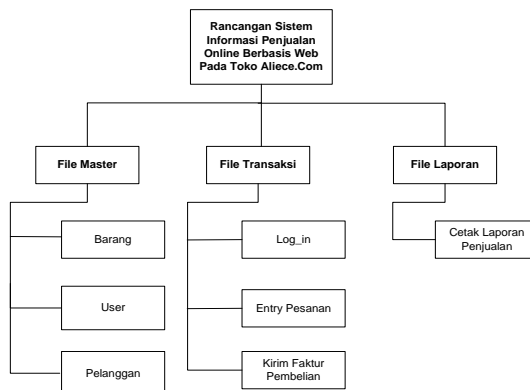 Rancangan Sistem
Informasi Penjualan
Online Berbasis Web
Pada Toko Aliece.Com
File Master
File Transaksi
File Laporan
Barang
Log_in
Cetak Laporan
Penjualan
User
Entry Pesanan
Pelanggan
Kirim Faktur
Pembelian